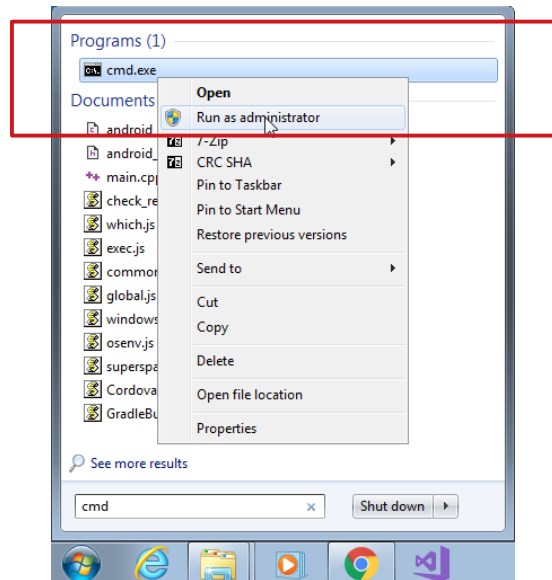 Programs (1)
cmd.exe
Open
Documents
Run as administrator
android
7-Zip
android_
CRC SHA
main.cpp
Pin to Taskbar
check_re
Pin to Start Menu
which.js
Restore previous versions
exec.js
Send to
common
global.js
Cut
windows
Copy
osenv.js
Delete
superspa
Cordova
Open file location
GradleBu
Properties
See more results
cmd
Shut down